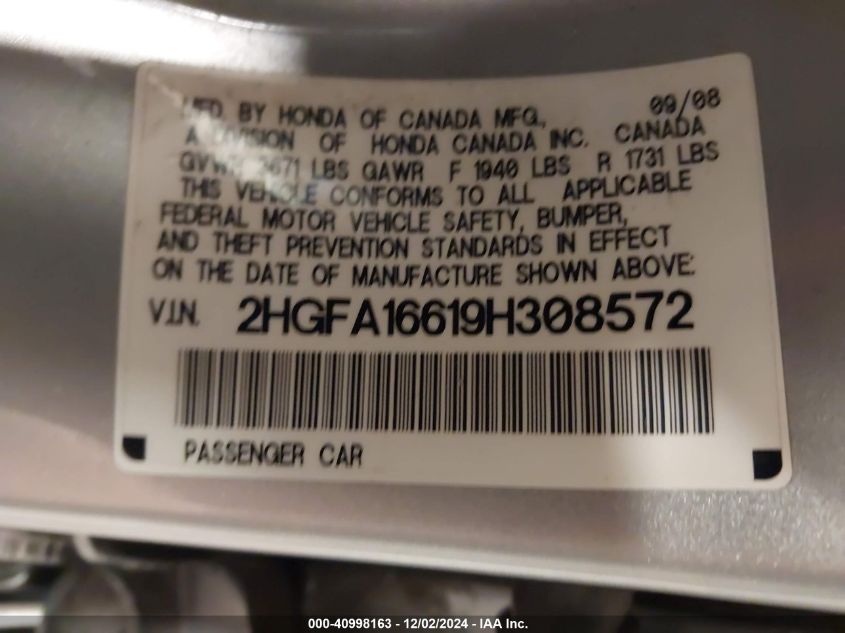 MFD. BY HONDA OF CANADA MFG., 09/08
A DIVISION OF HONDA CANADA INC. CANADA
GVWR LBS GAWR F 1940 LBS R 1731 LBS
THIS VEHICLE CONFORMS TO ALL APPLICABLE
FEDERAL MOTOR VEHICLE SAFETY, BUMPER,
AND THEFT PREVENTION STANDARDS IN EFFECT
ON THE DATE OF MANUFACTURE SHOWN ABOVE:
V.I.N. 2HGFA16619H308572
PASSENGER CAR
000-40998163 - 12/02/2024 - IAA Inc.